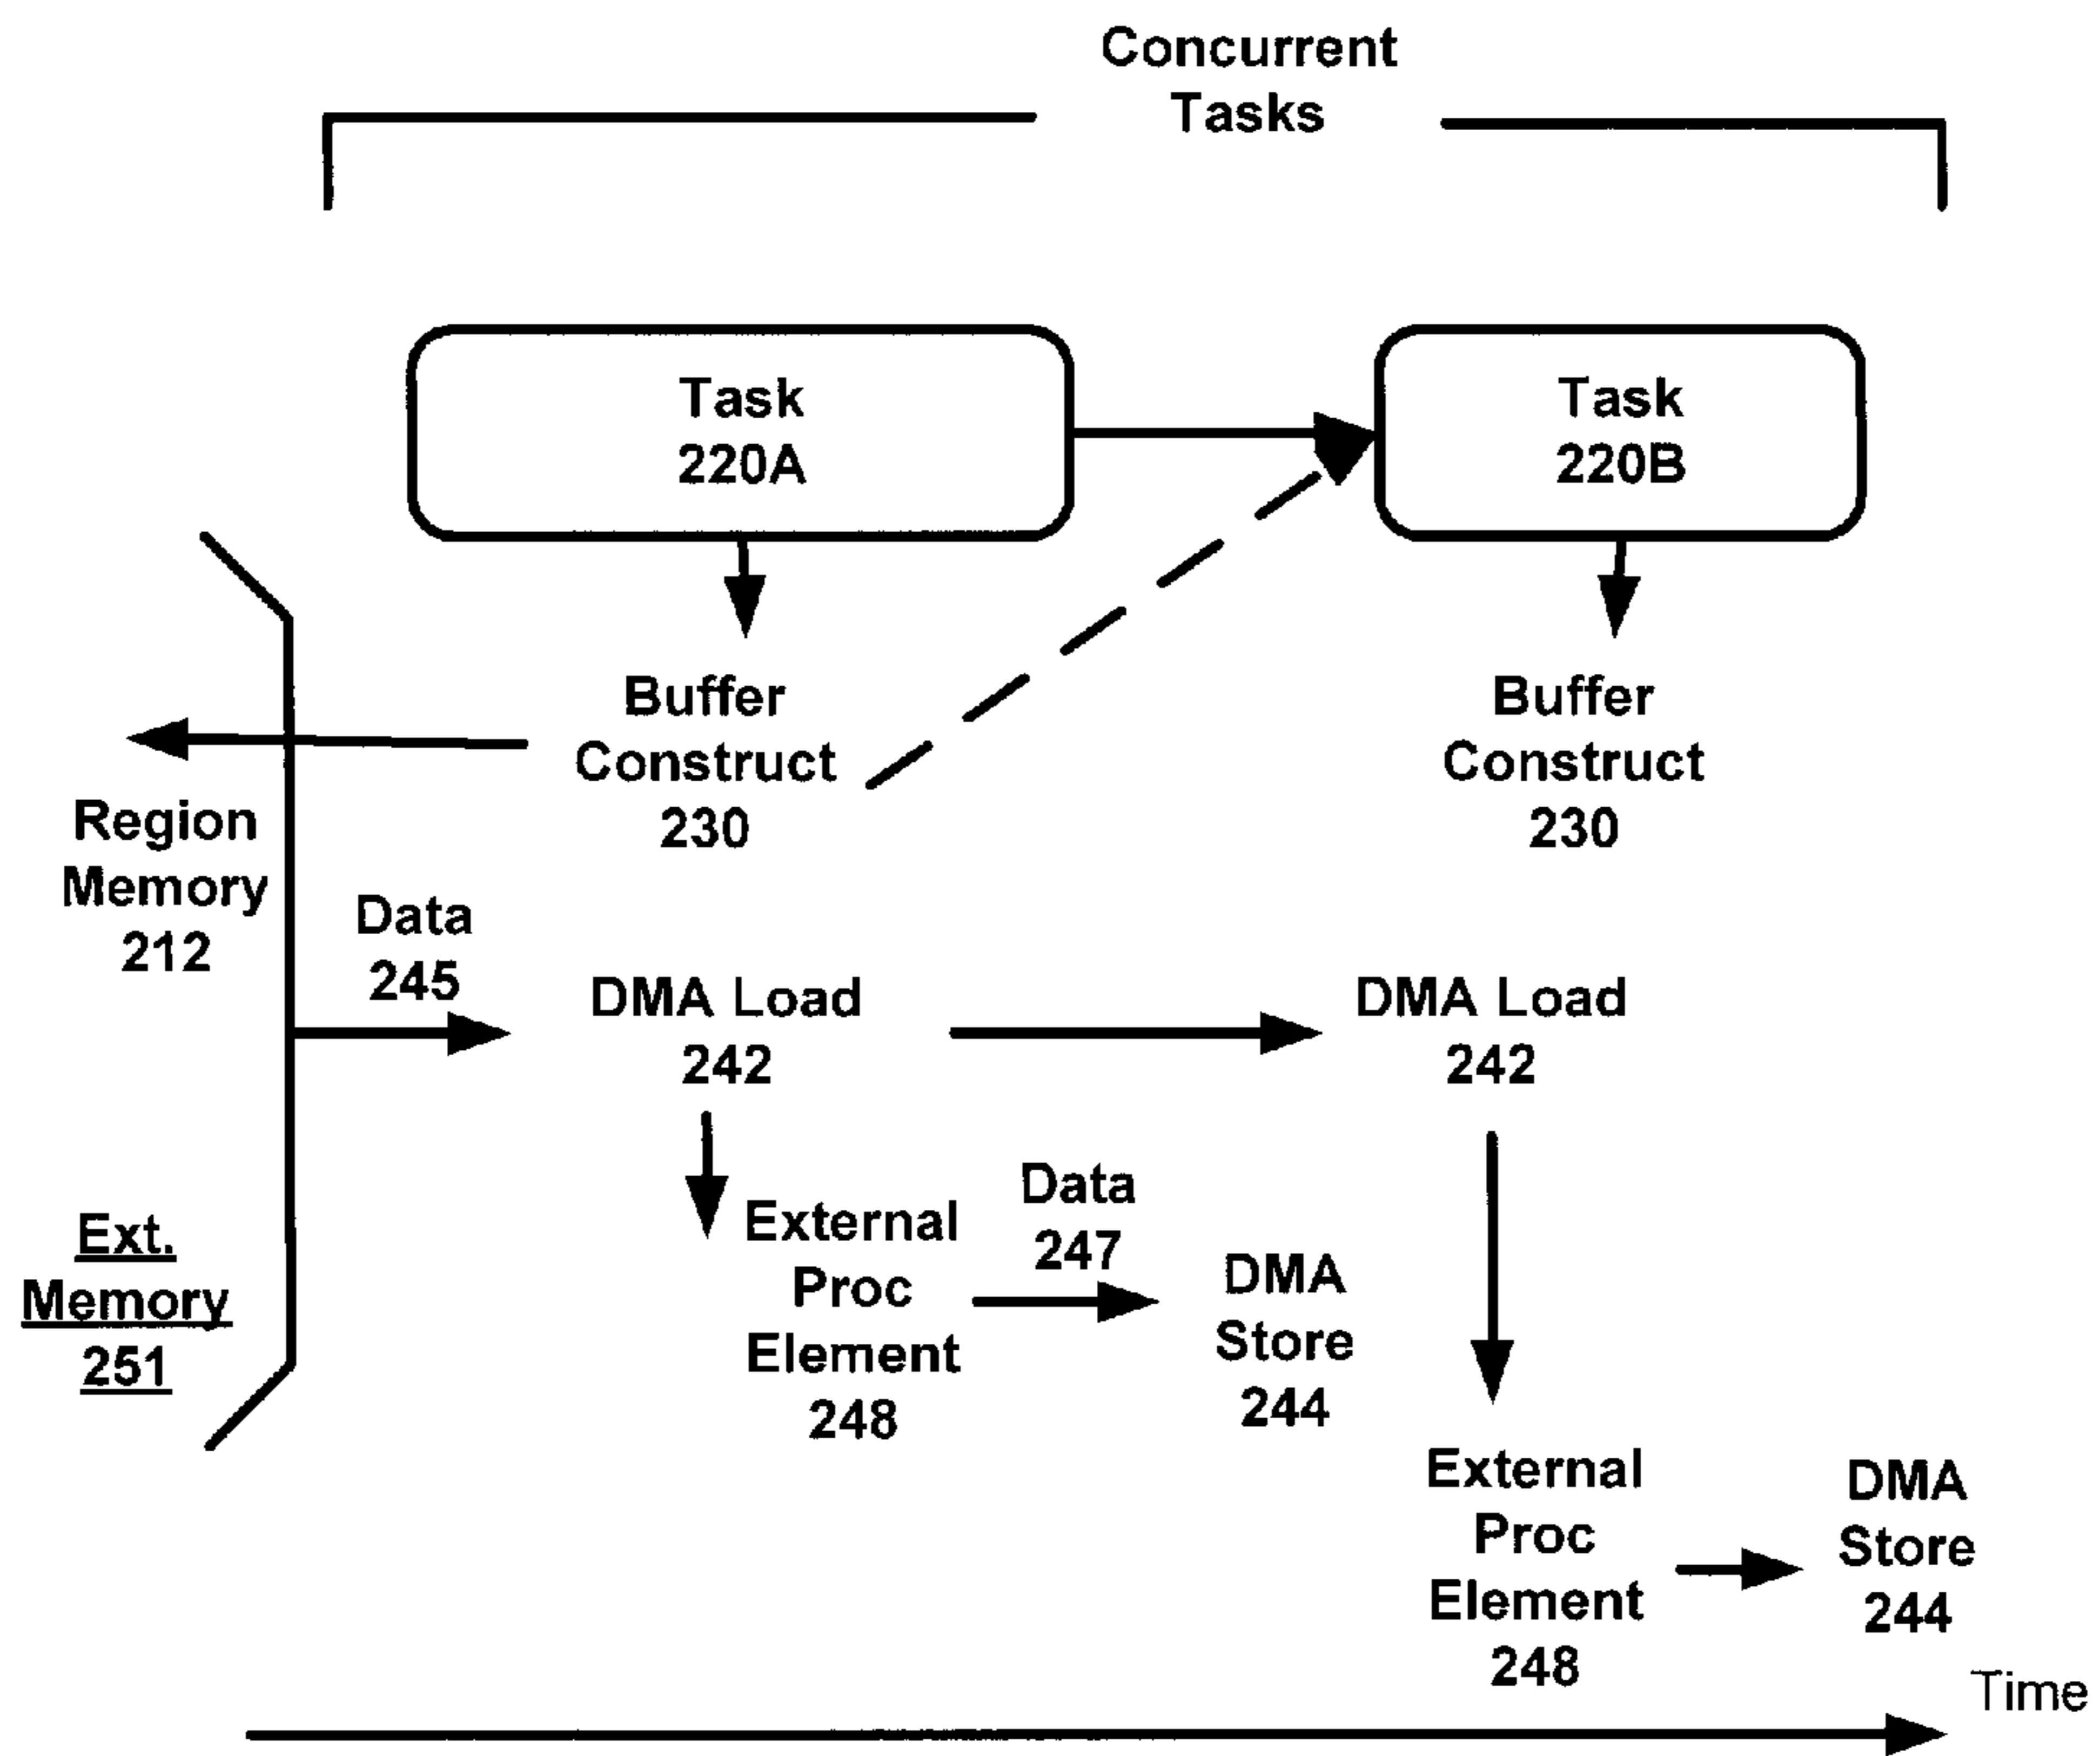 Concurrent
Tasks
Task
220A
Task
220B
Buffer
Construct
230
Buffer
Construct
230
Region
Memory
212
Data
245
DMA Load
242
DMA Load
242
Ext.
Memory
251
External
Proc
Element
248
Data
247
DMA
Store
244
External
Proc
Element
248
DMA
Store
244
Time